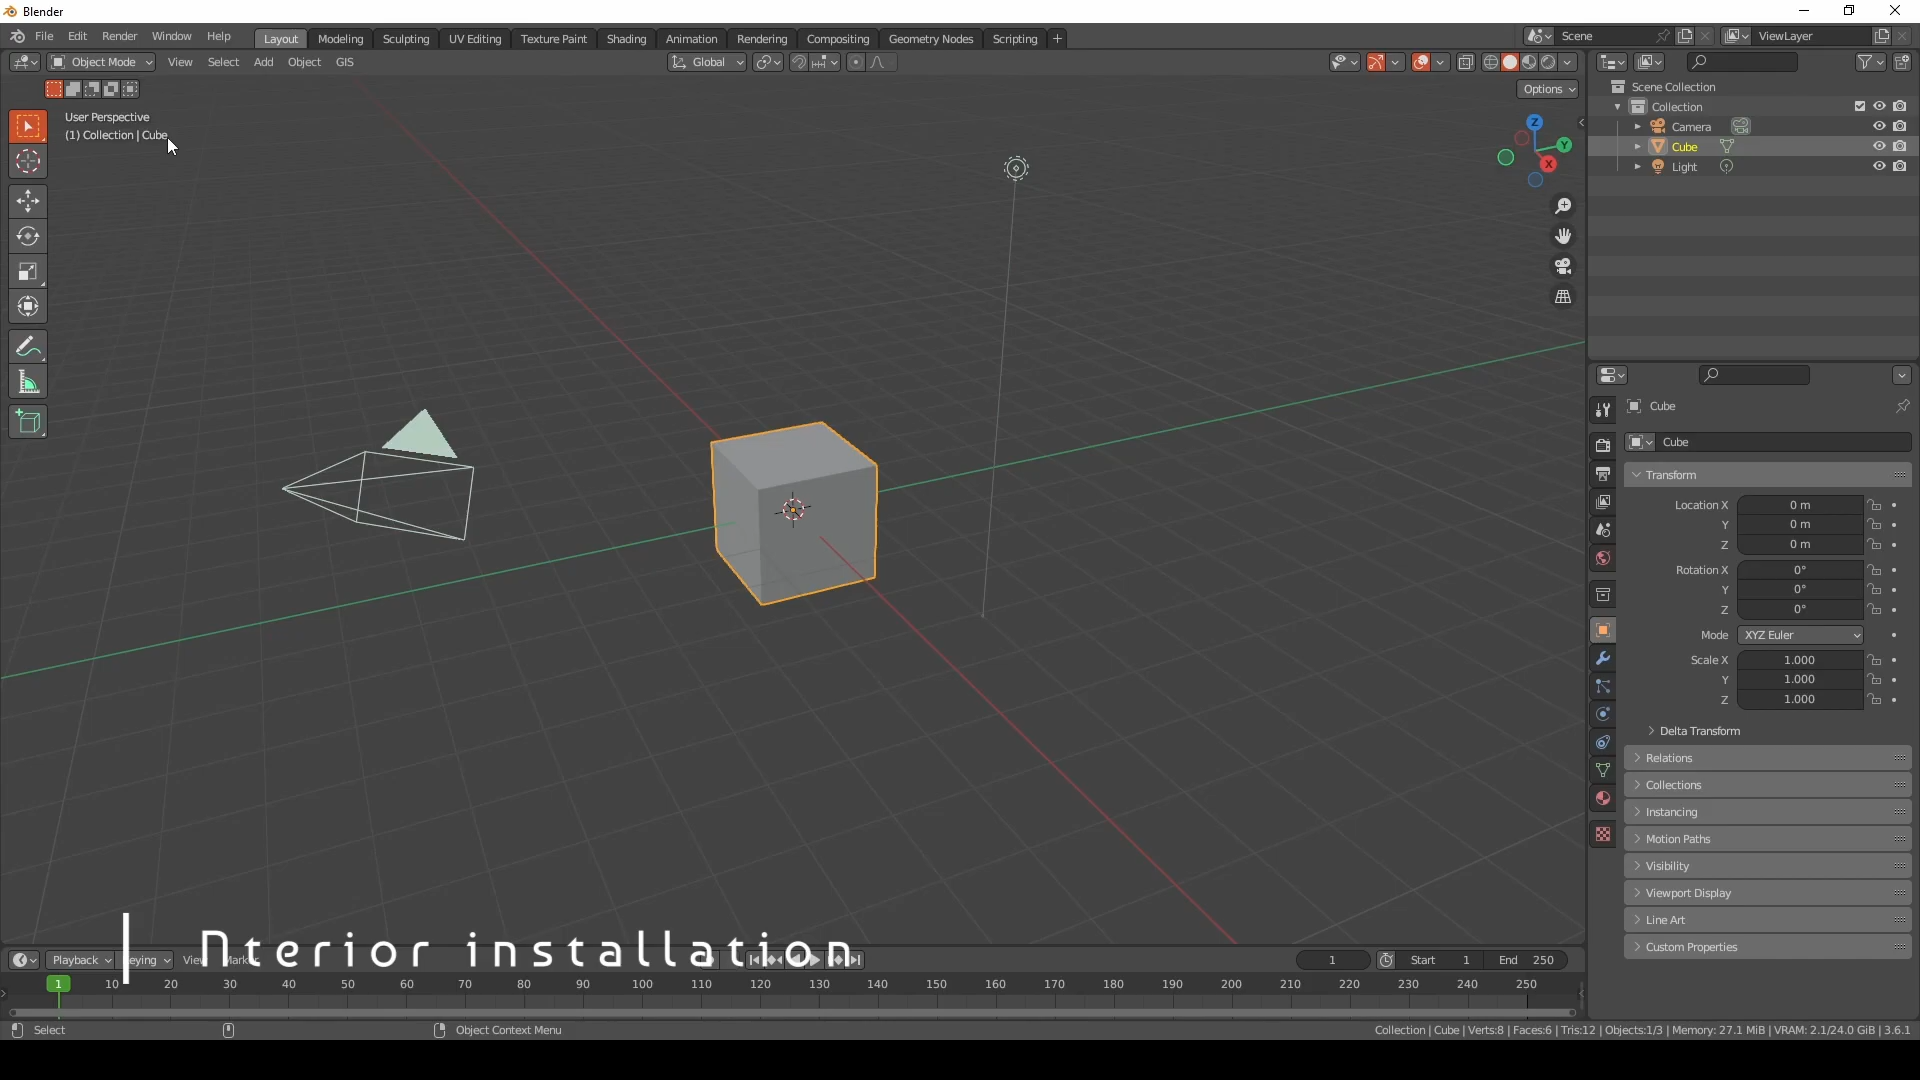 Blender
File Edit Render Window Help Layout Modeling Sculpting UV Editing Texture Paint Shading Animation Rendering Compositing Geometry Nodes Scripting + Scene ViewLayer
Object Mode View Select Add Object GIS Global
Options
User Perspective
(1) Collection | Cube
Z
Y
X
Scene Collection
Collection
Camera
Cube
Light
Cube
Cube
Transform
Location X 0 m
Y 0 m
Z 0 m
Rotation X 0°
Y 0°
Z 0°
Mode XYZ Euler
Scale X 1.000
Y 1.000
Z 1.000
Delta Transform
Relations
Collections
Instancing
Motion Paths
Visibility
Viewport Display
Line Art
Custom Properties
Nterior installation
Playback View 1 Start 1 End 250
1 10 20 30 40 50 60 70 80 90 100 110 120 130 140 150 160 170 180 190 200 210 220 230 240 250
Select Object Context Menu Collection | Cube | Verts:8 | Faces:6 | Tris:12 | Objects:1/3 | Memory: 27.1 MiB | VRAM: 2.1/24.0 GiB | 3.6.1